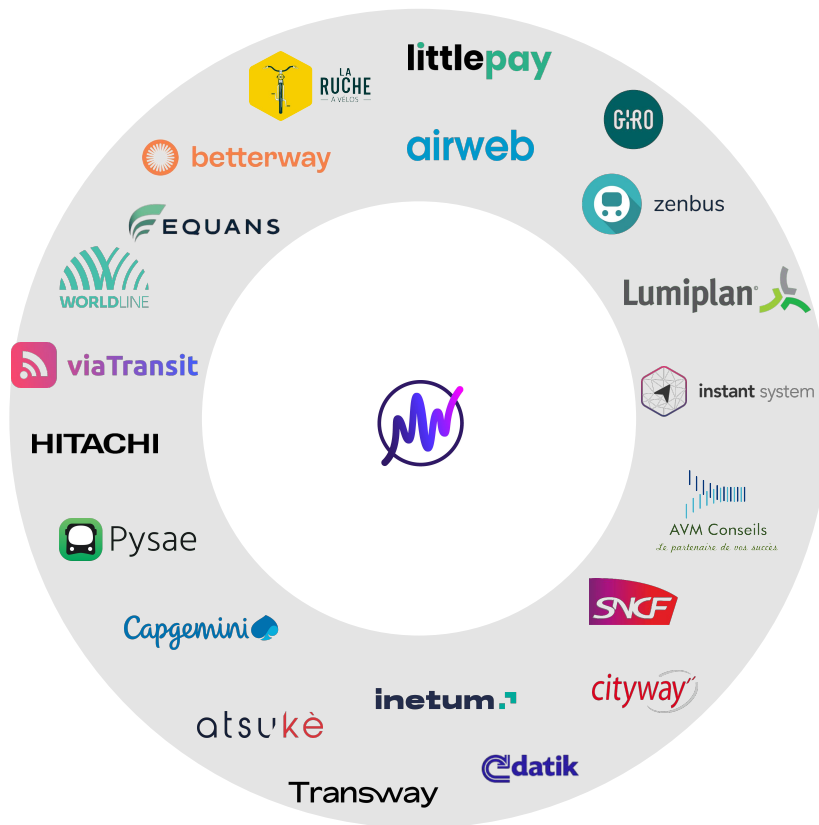 littlepay
LA
RUCHE
À VÉLOS
GIRO
airweb
betterway
zenbus
EQUANS
WORLDLINE
Lumiplan
viaTransit
instant system
HITACHI
AVM Conseils
Le partenaire de vos succès
Pysae
SNCF
Capgemini
cityway
inetum
atsukè
datik
Transway